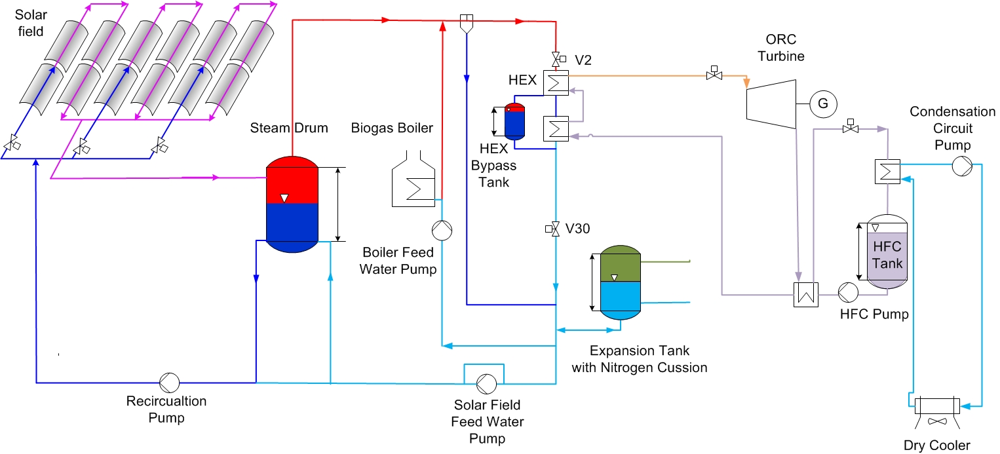 Solar
field
ORC
Turbine
V2
HEX
G
Condensation
Circuit
Pump
Steam Drum
Biogas Boiler
HEX
Bypass
Tank
V30
HFC
Tank
Boiler Feed
Water Pump
HFC Pump
Expansion Tank
with Nitrogen Cussion
Recircualtion
Pump
Solar Field
Feed Water
Pump
Dry Cooler